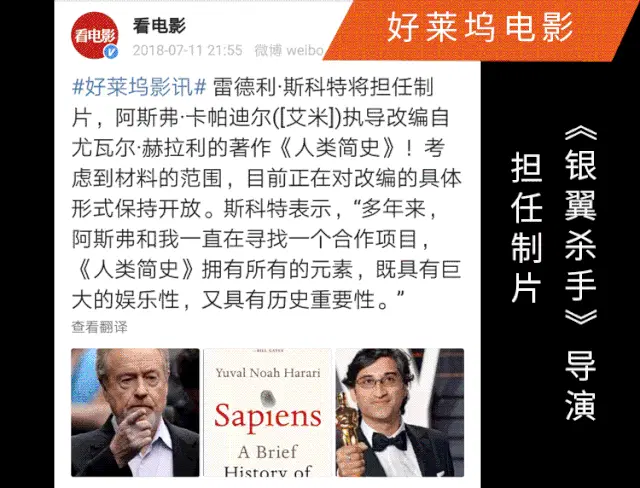 好莱坞电影
看电影
2018-07-11 21:55 微博 weibo.
#好莱坞影讯# 雷德利·斯科特将担任制
片，阿斯弗·卡帕迪尔([艾米])执导改编自
尤瓦尔·赫拉利的著作《人类简史》！考
虑到材料的范围，目前正在对改编的具体
形式保持开放。斯科特表示，“多年来，
阿斯弗和我一直在寻找一个合作项目，
《人类简史》拥有所有的元素，既具有巨
大的娱乐性，又具有历史重要性。”
查看翻译
Yuval Noah Harari
Sapiens
A Brief
History of
《银翼杀手》导演
担任制片